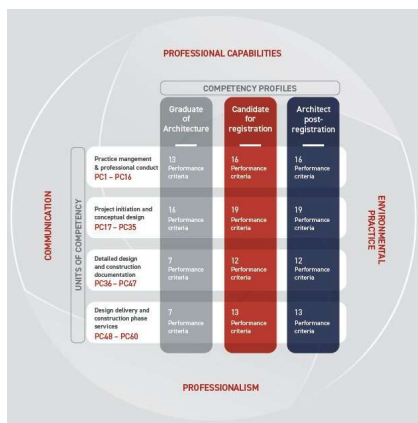 PROFESSIONAL CAPABILITIES
COMPETENCY PROFILES
Graduate
of
Architecture
Candidate
for
registration
Architect
post-
registration
COMMUNICATION
UNITS OF COMPETENCY
Practice mangement
& professional conduct
PC1 – PC16
13
Performance
criteria
16
Performance
criteria
16
Performance
criteria
Project initiation and
conceptual design
PC17 – PC35
16
Performance
criteria
19
Performance
criteria
19
Performance
criteria
Detailed design
and construction
documentation
PC36 – PC47
7
Performance
criteria
12
Performance
criteria
12
Performance
criteria
Design delivery and
construction phase
services
PC48 – PC60
7
Performance
criteria
13
Performance
criteria
13
Performance
criteria
ENVIRONMENTAL
PRACTICE
PROFESSIONALISM